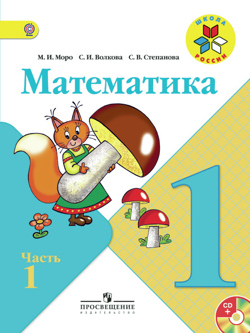 М. И. Моро  С. И. Волкова  С. В. Степанова
ШКОЛА РОССИИ
Математика
1
Часть
1
CD+
ПРОСВЕЩЕНИЕ
ИЗДАТЕЛЬСТВО